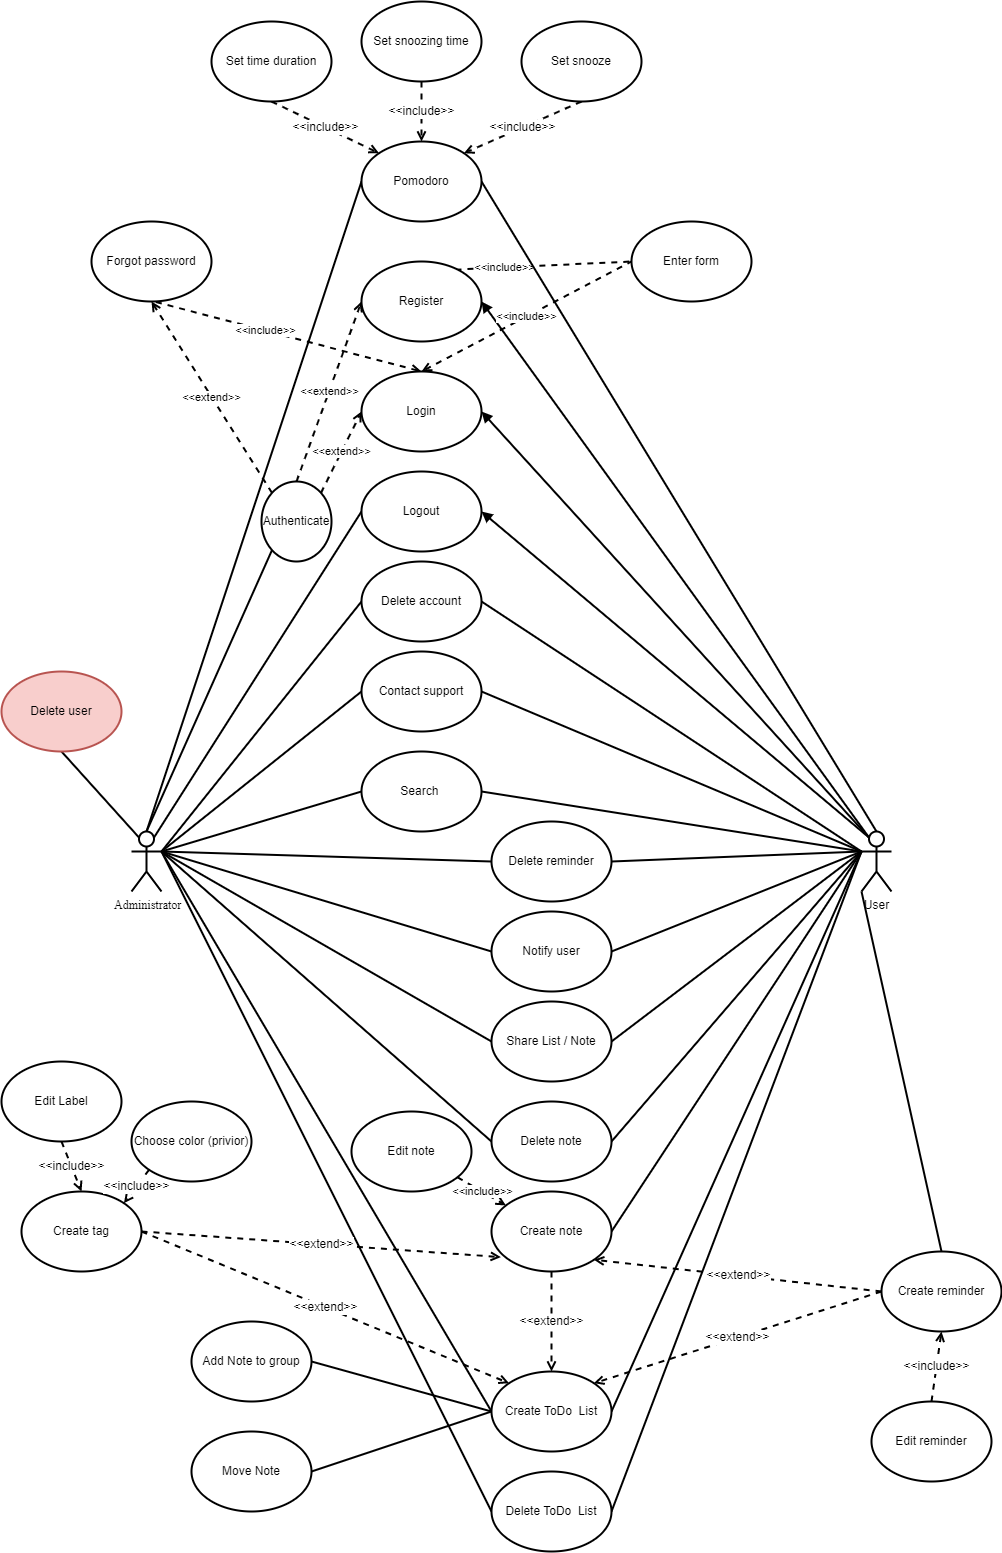 Set snoozing time
Set time duration
Set snooze
<<include>>
<<include>>
<<include>>
Pomodoro
Forgot password
Enter form
<<include>>
Register
<<include>>
<<include>>
<<extend>>
<<extend>>
Login
<<extend>>
Logout
Authenticate
Delete account
Contact support
Delete user
Search
Delete reminder
Administrator
User
Notify user
Share List / Note
Edit Label
Choose color (privior)
Delete note
Edit note
<<include>>
<<include>>
<<include>>
Create tag
Create note
<<extend>>
<<extend>>
Create reminder
<<extend>>
<<extend>>
<<extend>>
Add Note to group
<<include>>
Create ToDo  List
Edit reminder
Move Note
Delete ToDo  List